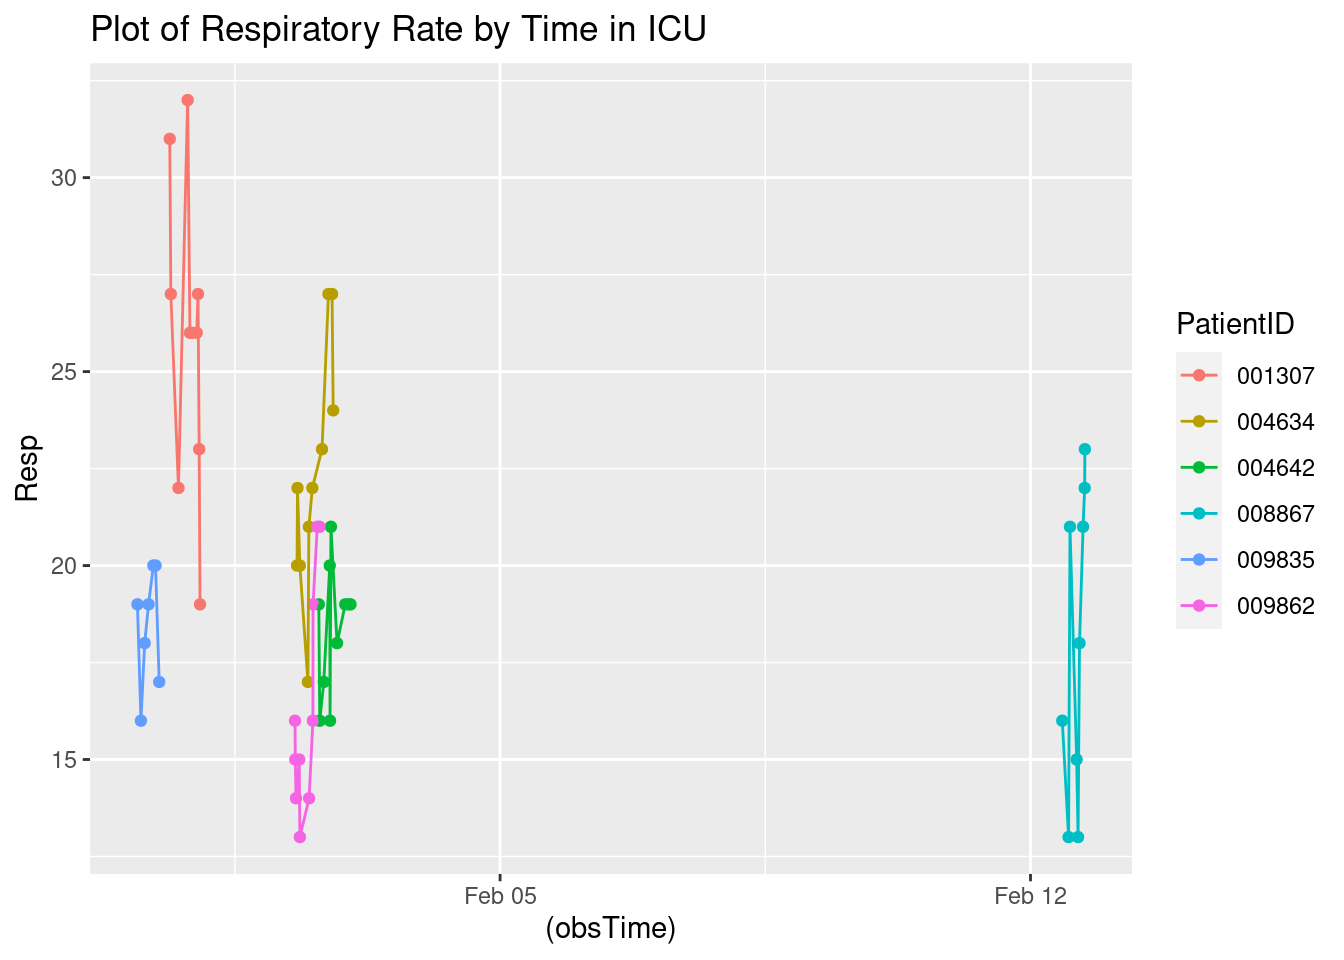 Plot of Respiratory Rate by Time in ICU
30
25
20
15
Resp
Feb 05
Feb 12
(obsTime)
PatientID
001307
004634
004642
008867
009835
009862